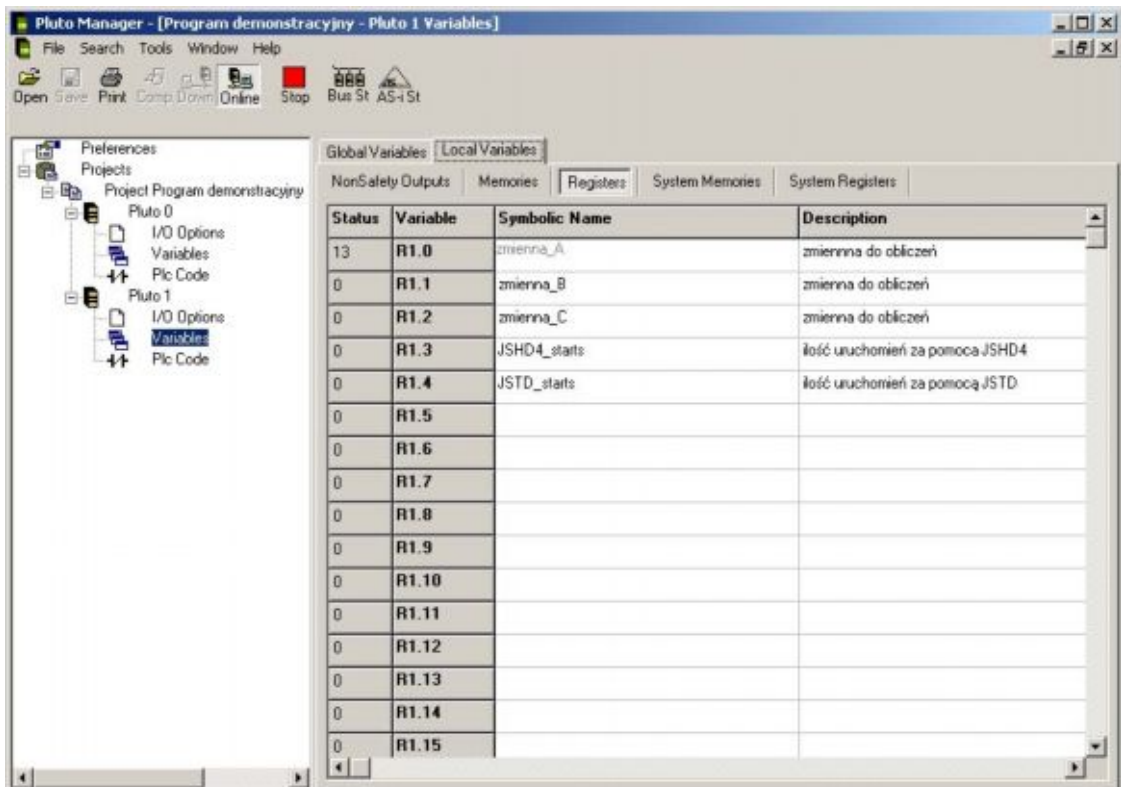 Pluto Manager - [Program demonstracyjny - Pluto 1 Variables]
File Search Tools Window Help
Open Save Print Comp Down Online Stop Bus St AS-i St
Preferences
Projects
Project Program demonstracyjny
Pluto 0
I/O Options
Variables
Plc Code
Pluto 1
I/O Options
Variables
Plc Code
Global Variables Local Variables
NonSafety Outputs Memories Registers System Memories System Registers
Status Variable Symbolic Name Description
13 R1.0 zmienna_A zmiennna do obliczeń
0 R1.1 zmienna_B zmienna do obliczeń
0 R1.2 zmienna_C zmienna do obliczeń
0 R1.3 JSHD4_starts ilość uruchomień za pomoca JSHD4
0 R1.4 JSTD_starts ilość uruchomień za pomocą JSTD
0 R1.5
0 R1.6
0 R1.7
0 R1.8
0 R1.9
0 R1.10
0 R1.11
0 R1.12
0 R1.13
0 R1.14
0 R1.15